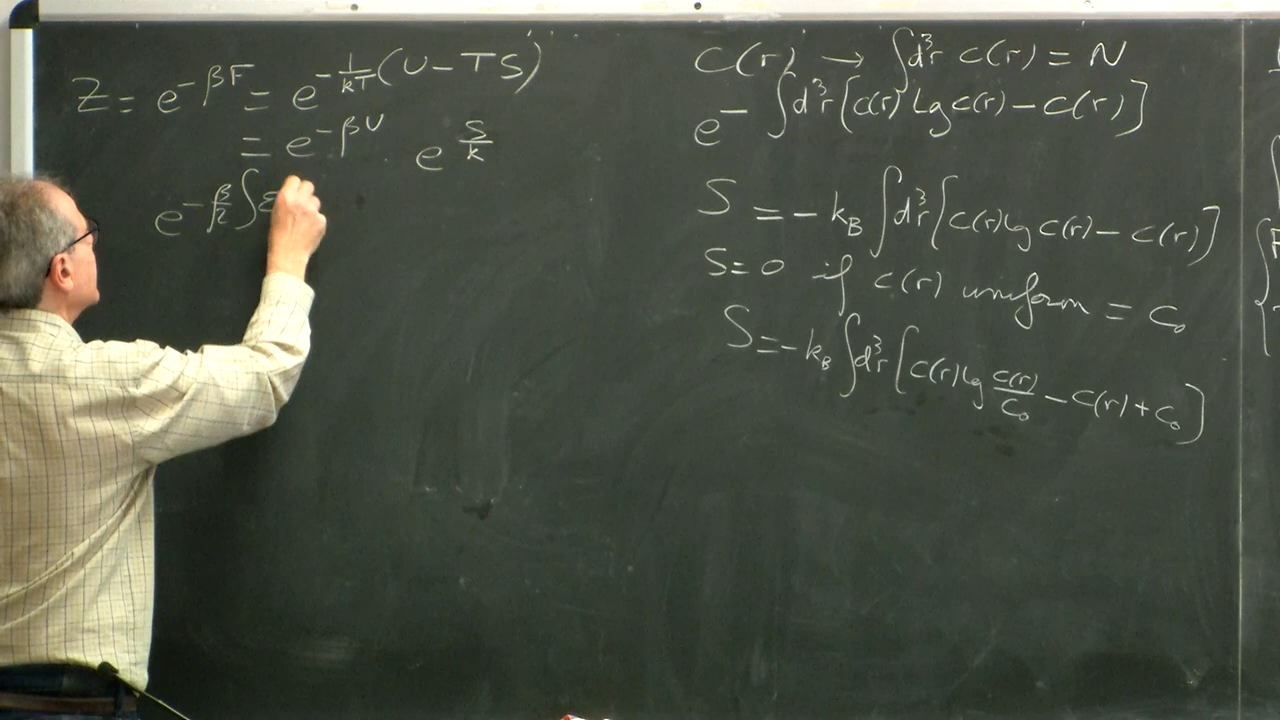 Z = e^{-βF} = e^{-\frac{1}{kT}(U-TS)}
= e^{-βU} e^{\frac{S}{k}}
e^{-\frac{β}{2}∫ε
C(r) → ∫d³r C(r) = N
e^{-∫d³r[C(r) Lg C(r) - C(r)]}
S = -k_B ∫d³r[C(r) lg C(r) - C(r)]
S=0 if C(r) uniform = C₀
S = -k_B ∫d³r[C(r) lg \frac{C(r)}{C₀} - C(r) + C₀]